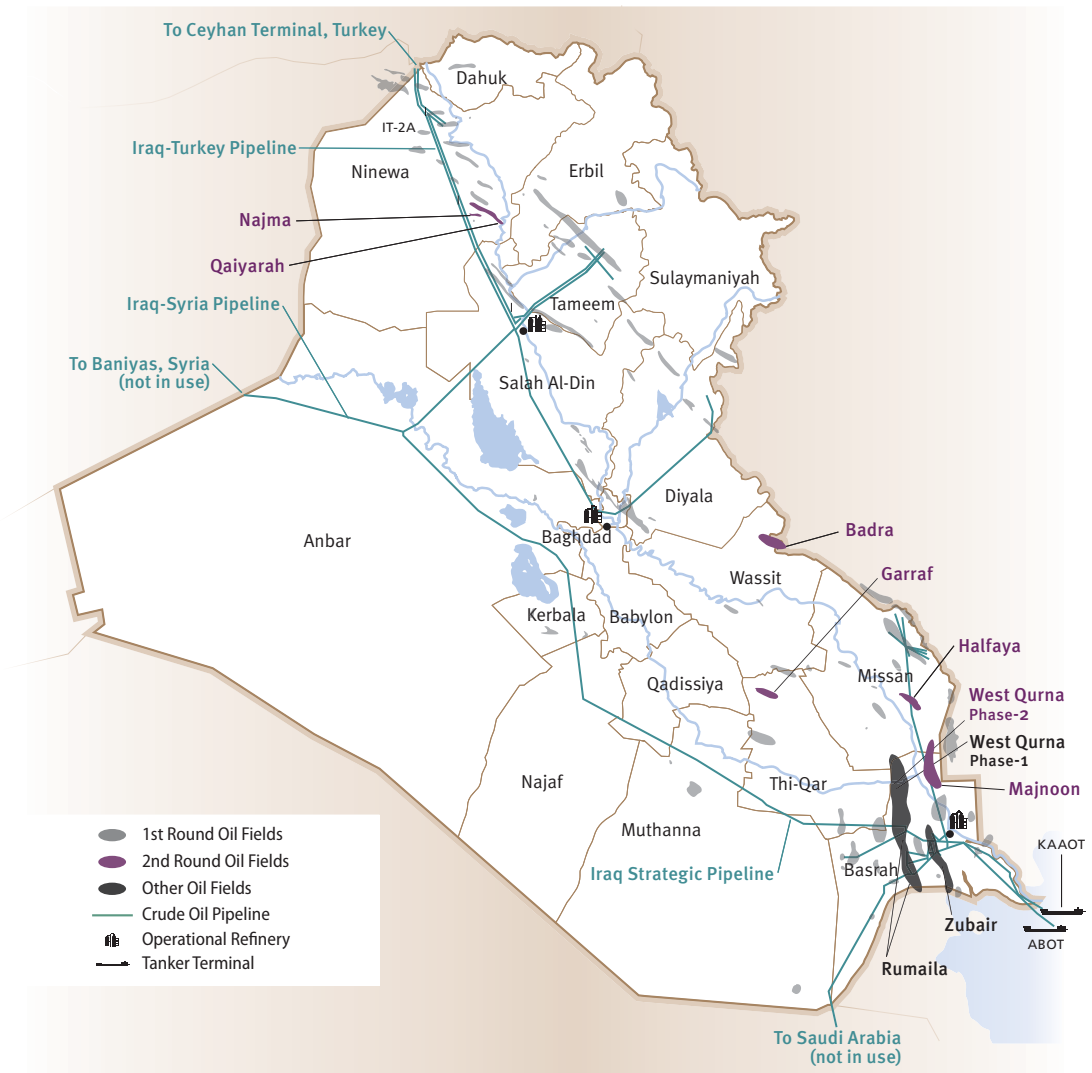 To Ceyhan Terminal, Turkey
Dahuk
IT-2A
Iraq-Turkey Pipeline
Ninewa
Erbil
Najma
Qaiyarah
Sulaymaniyah
Iraq-Syria Pipeline
Tameem
To Baniyas, Syria
(not in use)
Salah Al-Din
Diyala
Anbar
Baghdad
Badra
Wassit
Garraf
Kerbala
Babylon
Halfaya
Missan
Qadissiya
West Qurna
Phase-2
West Qurna
Phase-1
Najaf
Thi-Qar
Majnoon
Muthanna
1st Round Oil Fields
2nd Round Oil Fields
Other Oil Fields
Crude Oil Pipeline
Operational Refinery
Tanker Terminal
Iraq Strategic Pipeline
Basrah
KAAOT
Zubair
ABOT
Rumaila
To Saudi Arabia
(not in use)